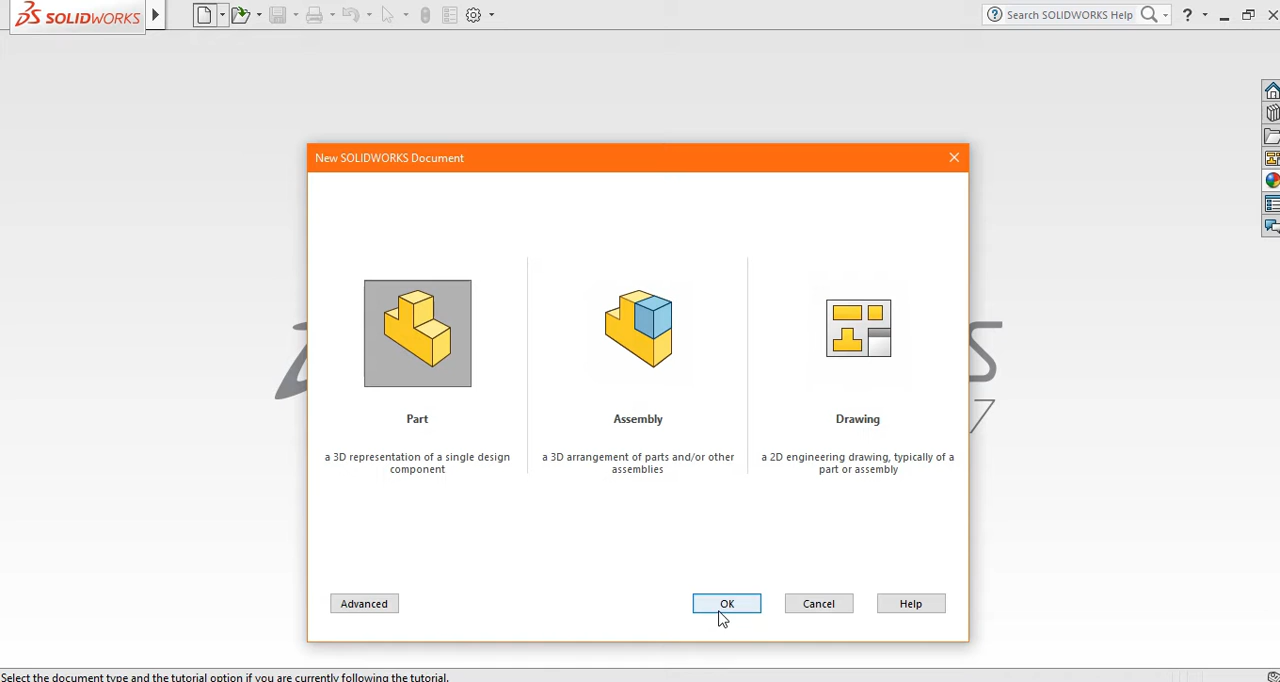 SOLIDWORKS
Search SOLIDWORKS Help
?
New SOLIDWORKS Document
Part
Assembly
Drawing
a 3D representation of a single design
component
a 3D arrangement of parts and/or other
assemblies
a 2D engineering drawing, typically of a
part or assembly
Advanced
OK
Cancel
Help
Select the document type and the tutorial option if you are currently following the tutorial.